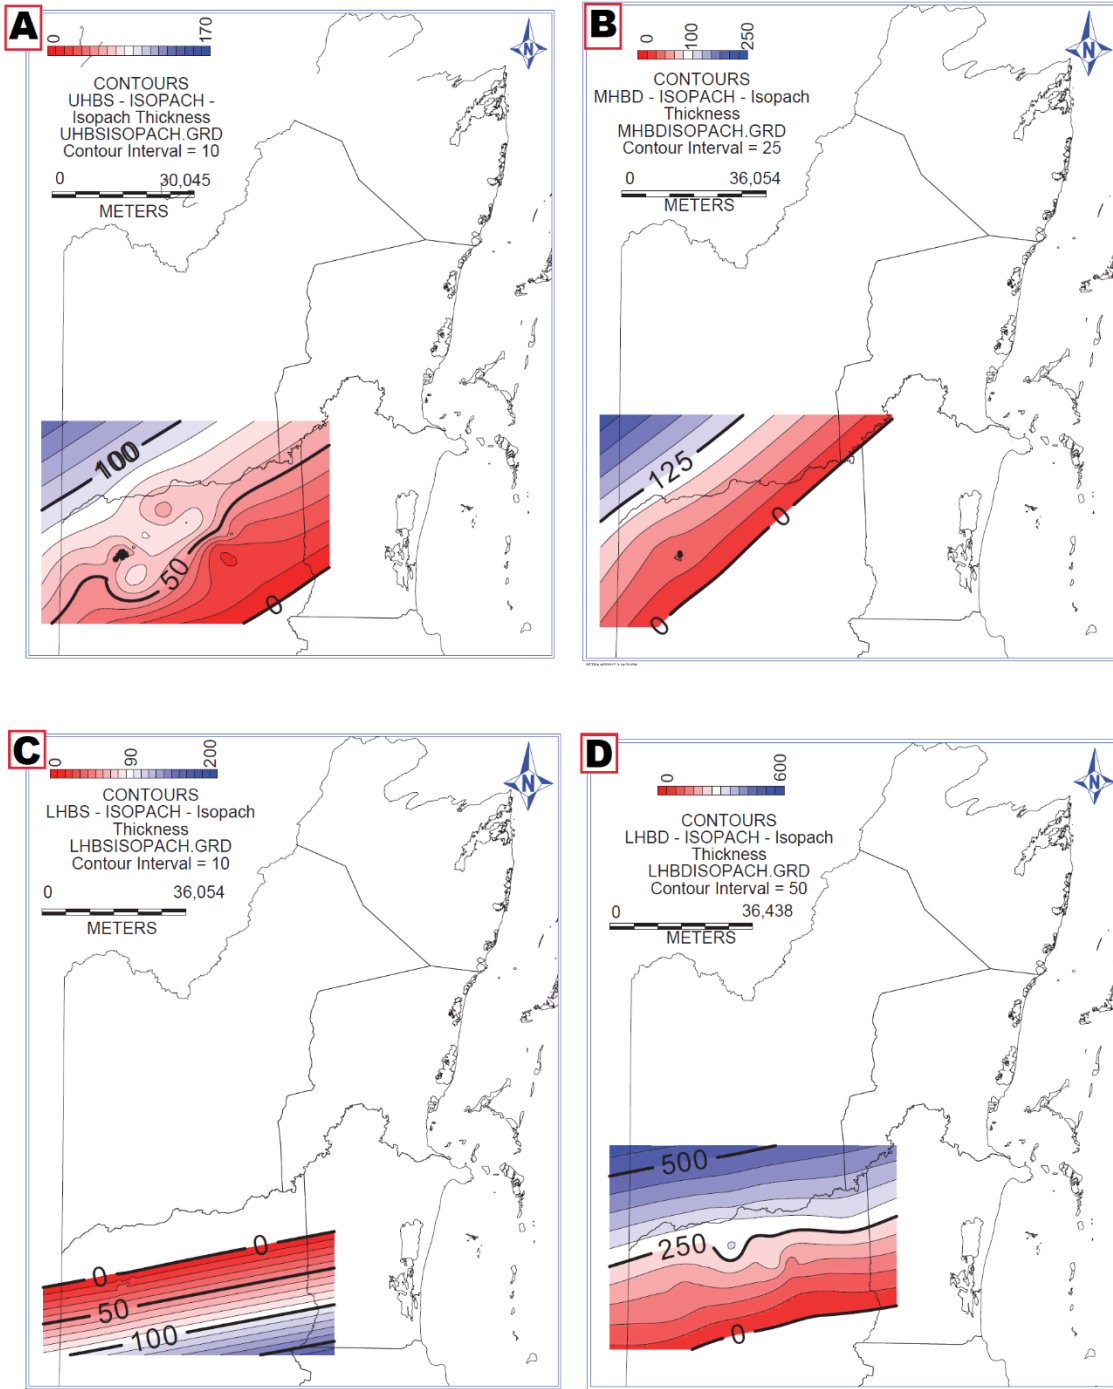 A
0
170
N
CONTOURS
UHBS - ISOPACH -
Isopach Thickness
UHBSISOPACH.GRD
Contour Interval = 10
0 30,045
METERS
100
50
0
B
0
100
250
N
CONTOURS
MHBD - ISOPACH - Isopach
Thickness
MHBDISOPACH.GRD
Contour Interval = 25
0 36,054
METERS
125
0
0
C
0
90
200
N
CONTOURS
LHBS - ISOPACH - Isopach
Thickness
LHBSISOPACH.GRD
Contour Interval = 10
0 36,054
METERS
0
0
50
100
D
0
600
N
CONTOURS
LHBD - ISOPACH - Isopach
Thickness
LHBDISOPACH.GRD
Contour Interval = 50
0 36,438
METERS
500
250
0